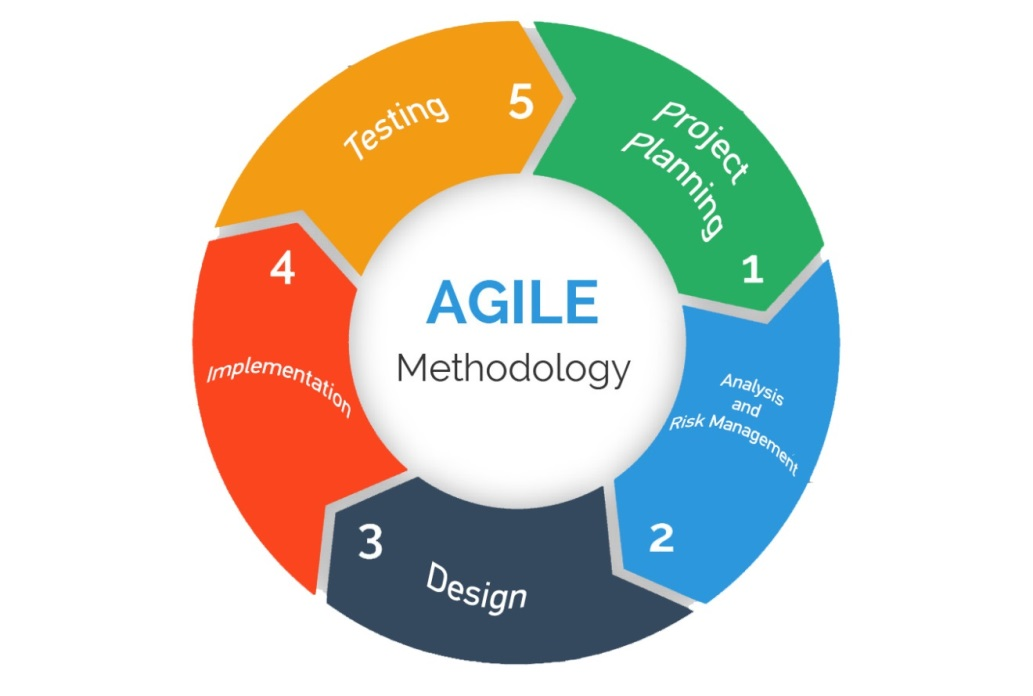 AGILE
Methodology
Project
Planning
1
Analysis
and
Risk Management
2
Design
3
Implementation
4
Testing
5